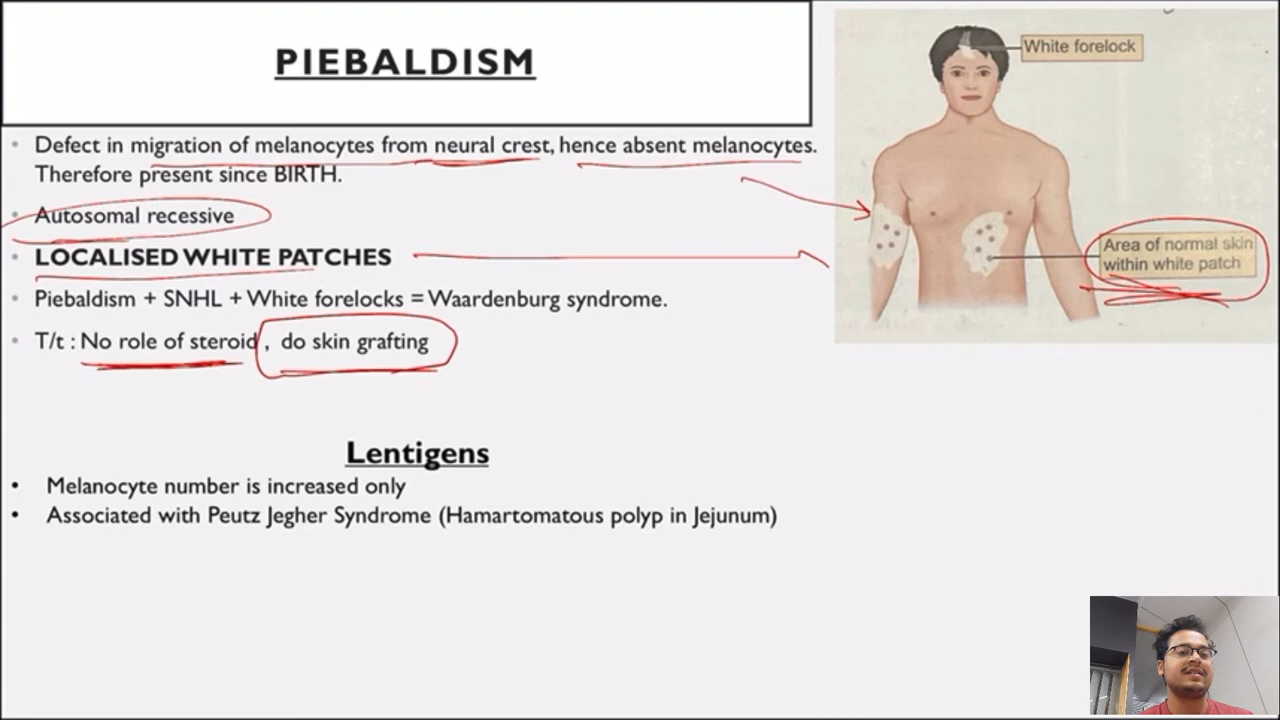 PIEBALDISM
• Defect in migration of melanocytes from neural crest, hence absent melanocytes.
Therefore present since BIRTH.
• Autosomal recessive
• LOCALISED WHITE PATCHES
• Piebaldism + SNHL + White forelocks = Waardenburg syndrome.
• T/t : No role of steroid , do skin grafting
White forelock
Area of normal skin
within white patch
Lentigens
• Melanocyte number is increased only
• Associated with Peutz Jegher Syndrome (Hamartomatous polyp in Jejunum)